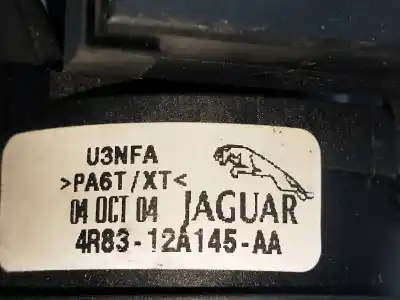 U3NFA
>PA6T/XT<
04 OCT 04 JAGUAR
4R83-12A145-AA